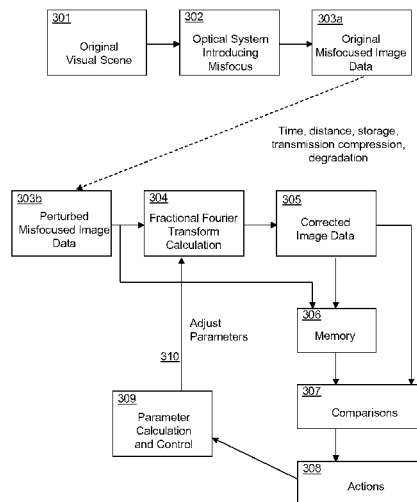 301
Original
Visual Scene
302
Optical System
Introducing
Misfocus
303a
Original
Misfocused Image
Data
Time, distance, storage,
transmission compression,
degradation
303b
Perturbed
Misfocused Image
Data
304
Fractional Fourier
Transform
Calculation
305
Corrected
Image Data
306
Memory
Adjust
Parameters
310
307
Comparisons
309
Parameter
Calculation
and Control
308
Actions